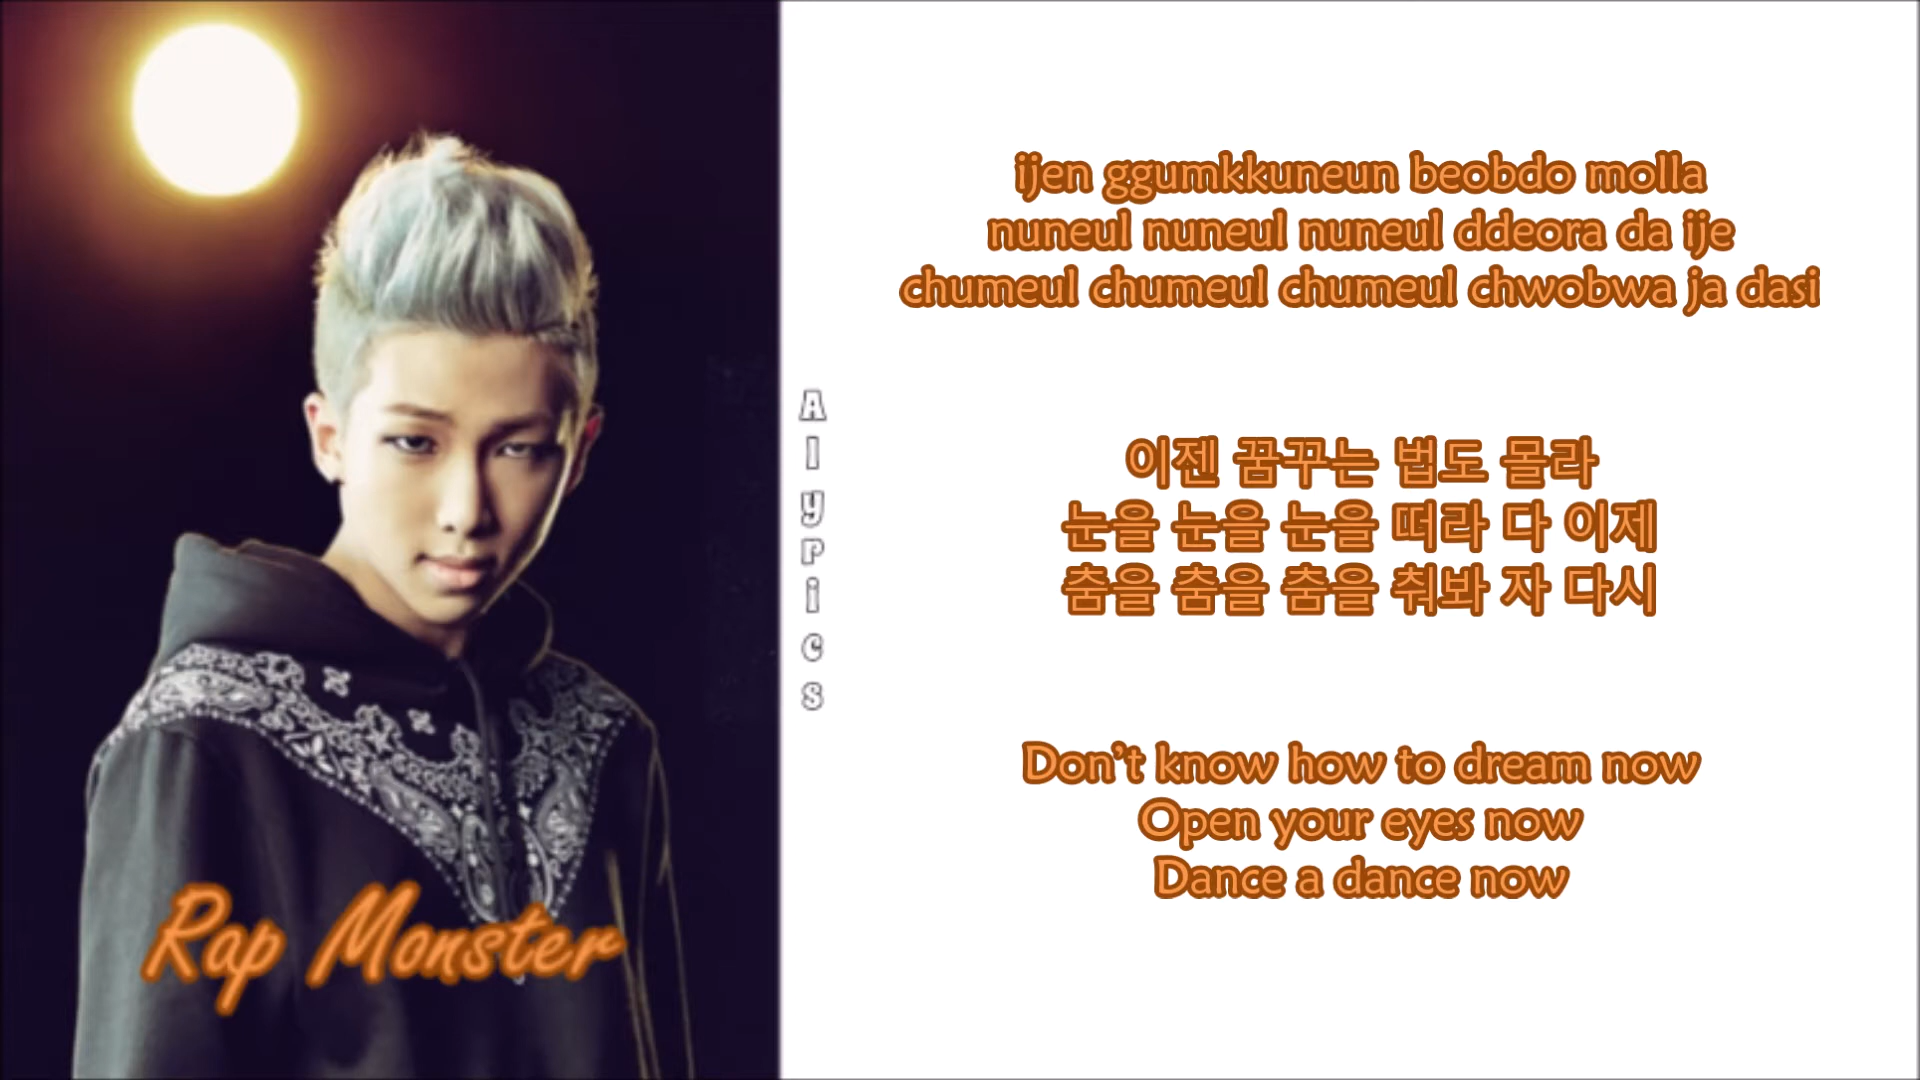 Rap Monster
Alypics
ijen ggumkkuneun beobdo molla
nuneul nuneul nuneul ddeora da ije
chumeul chumeul chumeul chwobwa ja dasi
이젠 꿈꾸는 법도 몰라
눈을 눈을 눈을 떠라 다 이제
춤을 춤을 춤을 춰봐 자 다시
Don't know how to dream now
Open your eyes now
Dance a dance now